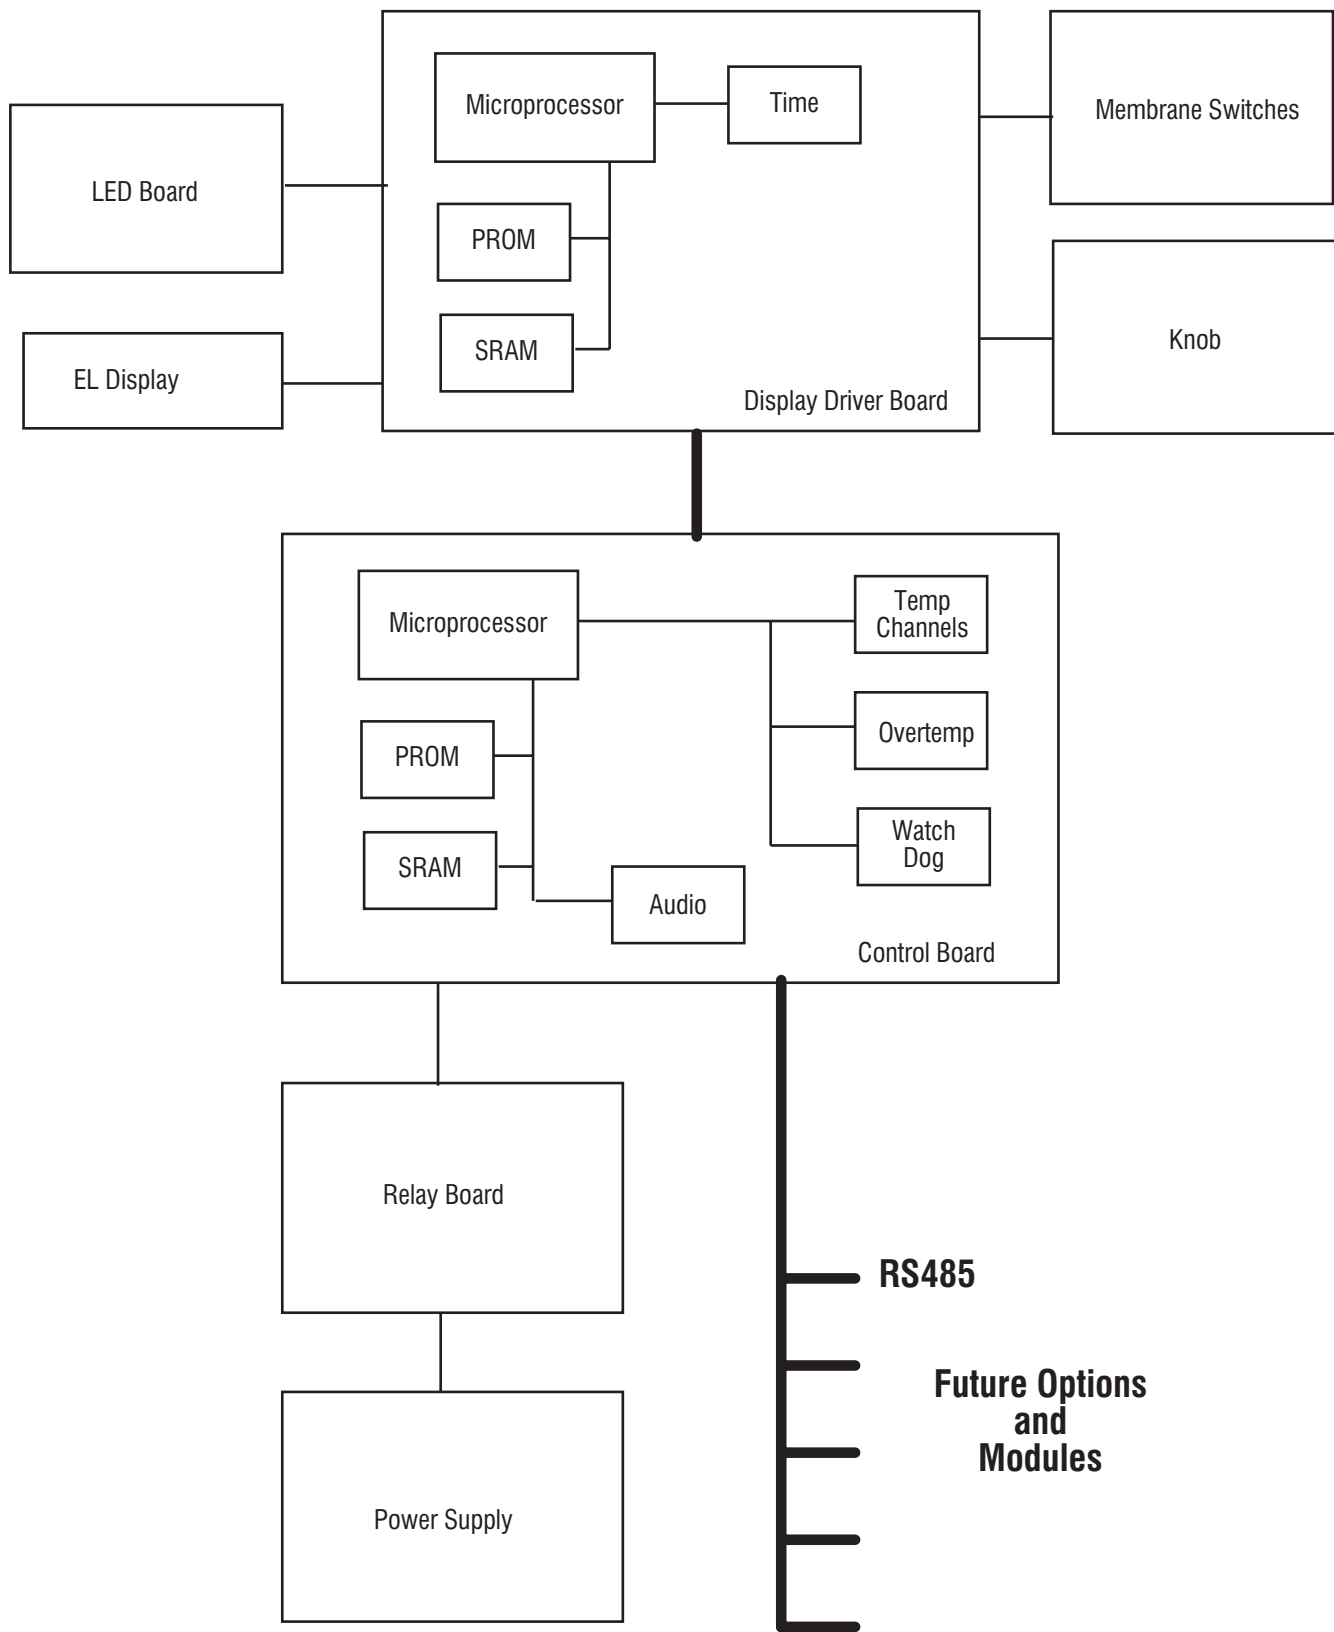 Microprocessor
Time
Membrane Switches
LED Board
PROM
SRAM
Knob
EL Display
Display Driver Board
Microprocessor
Temp
Channels
PROM
Overtemp
SRAM
Watch
Dog
Audio
Control Board
Relay Board
RS485
Future Options
and
Modules
Power Supply